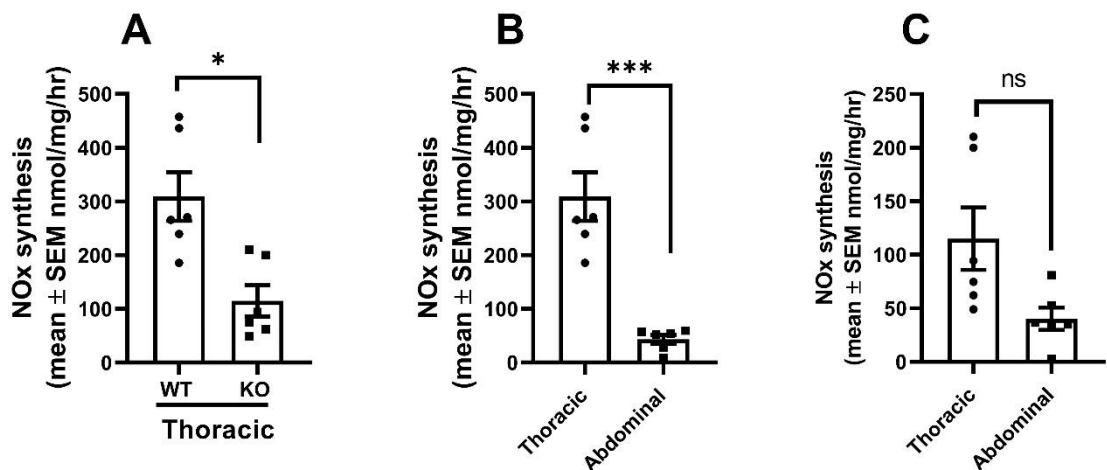 A
*
NOx synthesis
(mean ± SEM nmol/mg/hr)
500
400
300
200
100
0
WT
KO
Thoracic
B
***
NOx synthesis
(mean ± SEM nmol/mg/hr)
500
400
300
200
100
0
Thoracic
Abdominal
C
ns
NOx synthesis
(mean ± SEM nmol/mg/hr)
250
200
150
100
50
0
Thoracic
Abdominal